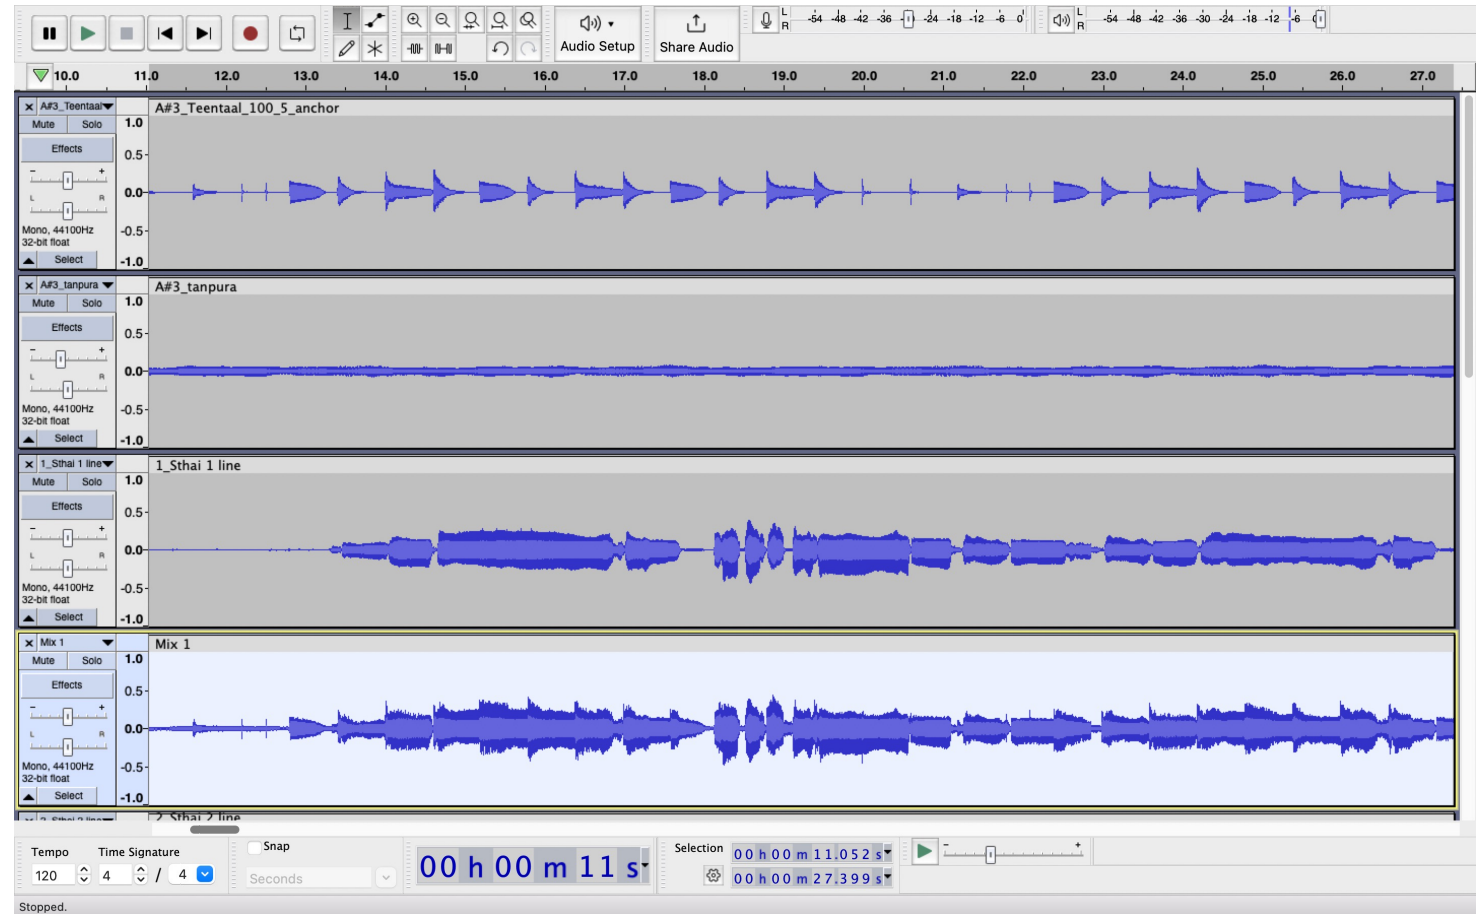 Audio Setup
Share Audio
L
R
-54 -48 -42 -36 -24 -18 -12 -6 0
L
R
-54 -48 -42 -36 -30 -24 -18 -12 -6 0
10.0 11.0 12.0 13.0 14.0 15.0 16.0 17.0 18.0 19.0 20.0 21.0 22.0 23.0 24.0 25.0 26.0 27.0
A#3_Teentaal
A#3_Teentaal_100_5_anchor
Mute Solo
Effects
- +
L R
Mono, 44100Hz
32-bit float
Select
1.0
0.5
0.0
-0.5
-1.0
A#3_tanpura
A#3_tanpura
Mute Solo
Effects
- +
L R
Mono, 44100Hz
32-bit float
Select
1.0
0.5
0.0
-0.5
-1.0
1_Sthai 1 line
1_Sthai 1 line
Mute Solo
Effects
- +
L R
Mono, 44100Hz
32-bit float
Select
1.0
0.5
0.0
-0.5
-1.0
Mix 1
Mix 1
Mute Solo
Effects
- +
L R
Mono, 44100Hz
32-bit float
Select
1.0
0.5
0.0
-0.5
-1.0
2_Sthai 2 line
2_Sthai 2 line
Tempo
120
Time Signature
4 / 4
Snap
Seconds
00 h 00 m 11 s
Selection
00 h 00 m 11.052 s
00 h 00 m 27.399 s
- +
Stopped.